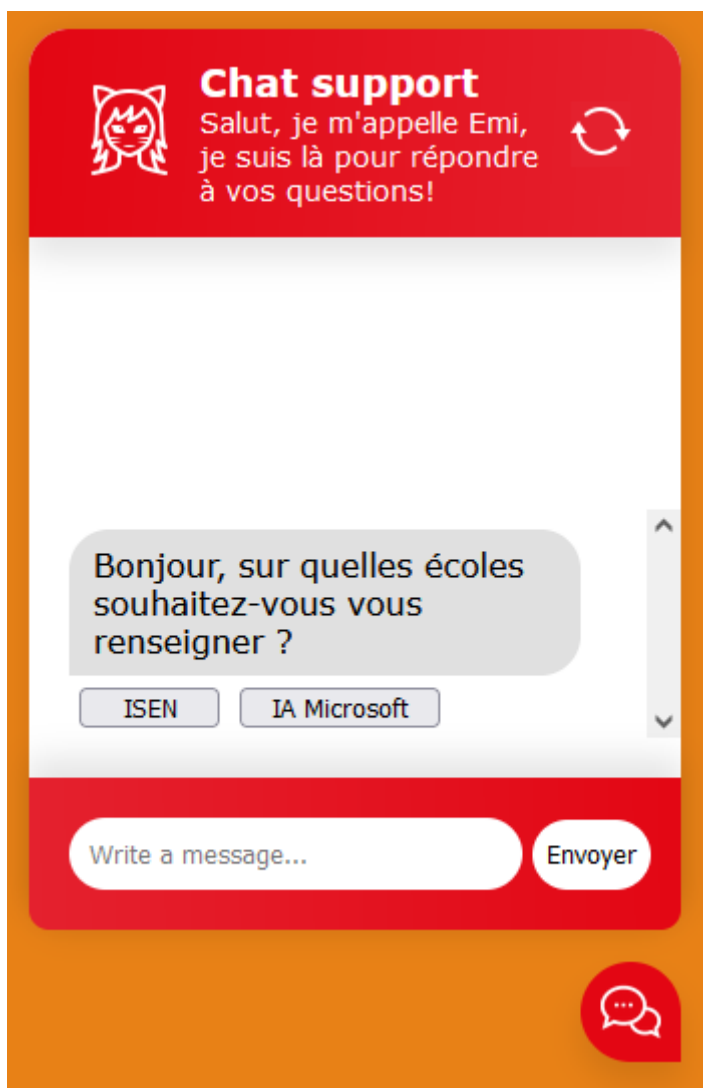 Chat support
Salut, je m'appelle Emi,
je suis là pour répondre
à vos questions!
Bonjour, sur quelles écoles
souhaitez-vous vous
renseigner ?
ISEN
IA Microsoft
Write a message...
Envoyer